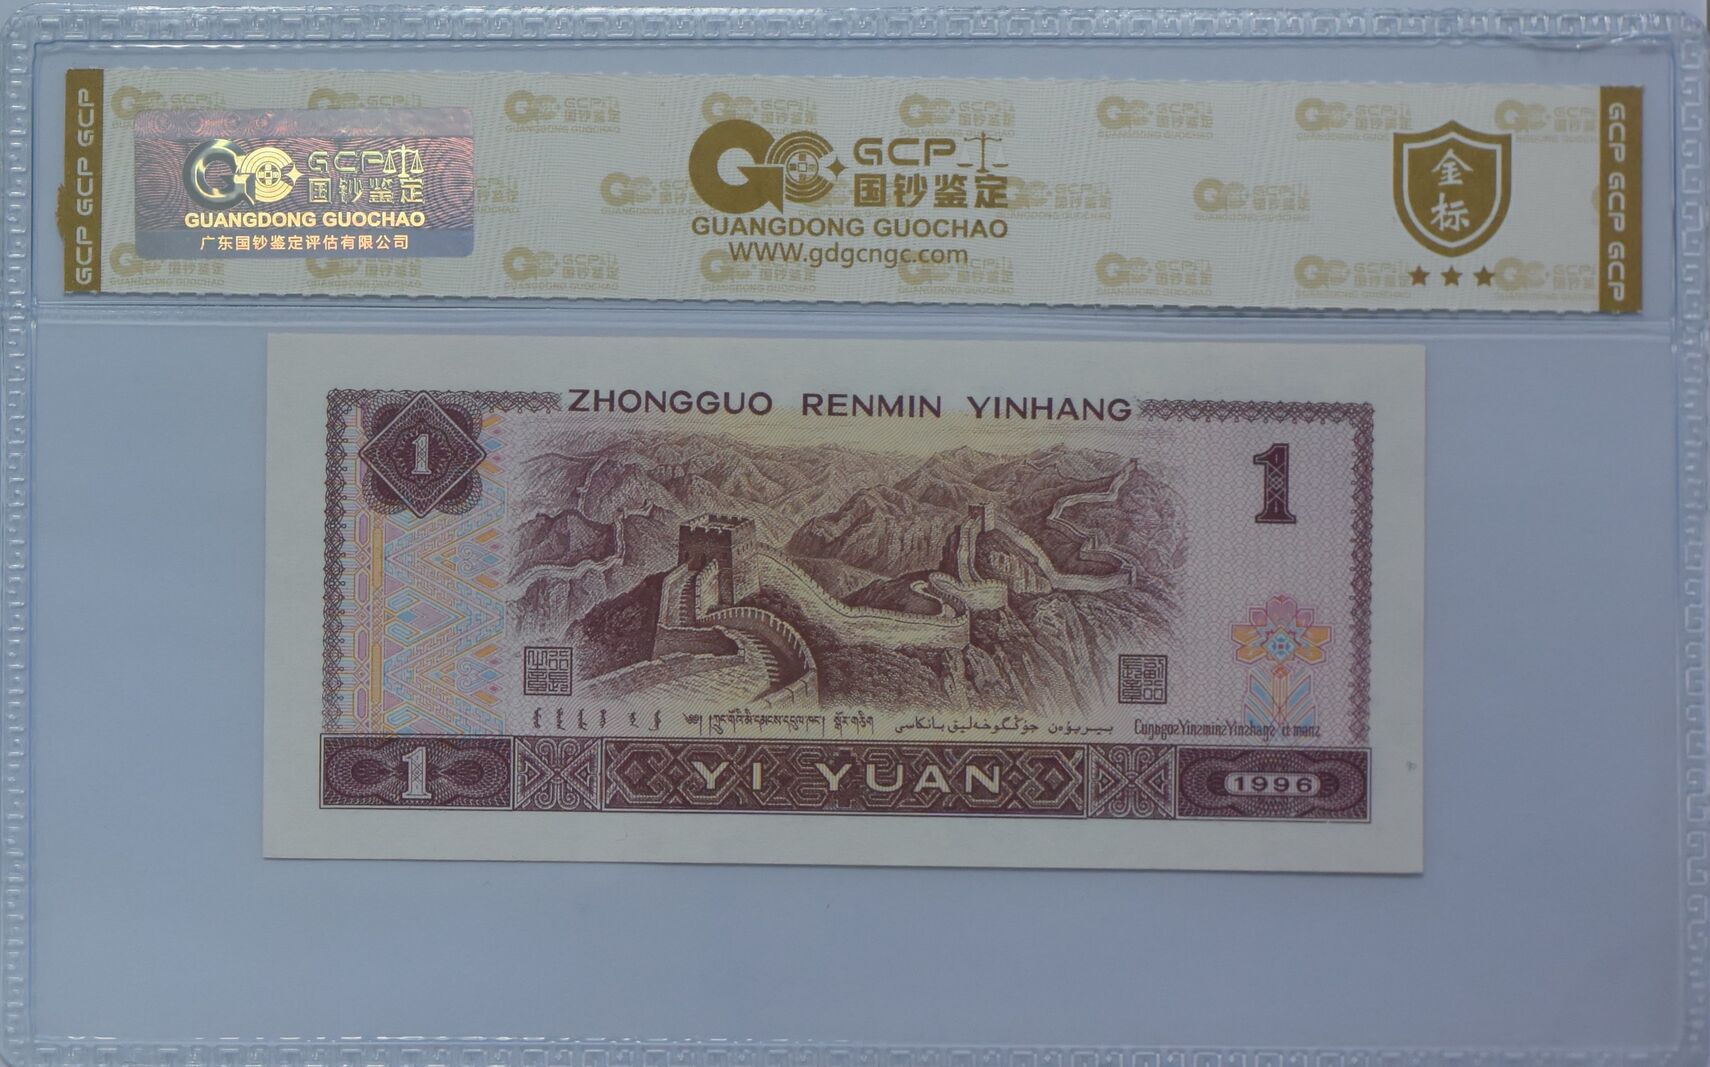 GCP GCP GCP
GCP
国钞鉴定
GUANGDONG GUOCHAO
广东国钞鉴定评估有限公司
GCP
国钞鉴定
GUANGDONG GUOCHAO
WWW.gdgcngc.com
金标
GCP GCP GCP
ZHONGGUO RENMIN YINHANG
1
1
1
YI YUAN
1996